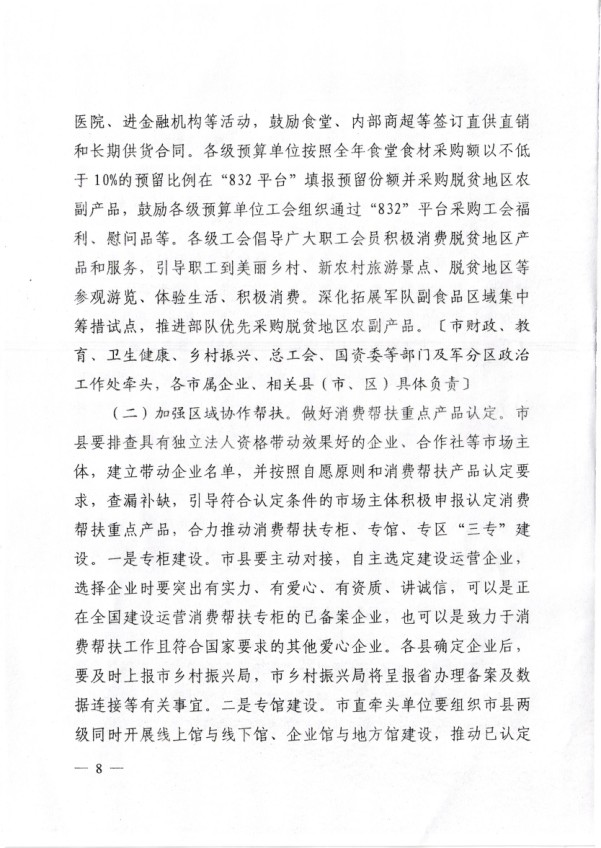 医院、进金融机构等活动，鼓励食堂、内部商超等签订直供直销
和长期供货合同。各级预算单位按照全年食堂食材采购额以不低
于10%的预留比例在“832平台”填报预留份额并采购脱贫地区农
副产品，鼓励各级预算单位工会组织通过“832”平台采购工会福
利、慰问品等。各级工会倡导广大职工会员积极消费脱贫地区产
品和服务，引导职工到美丽乡村、新农村旅游景点、脱贫地区等
参观游览、体验生活、积极消费。深化拓展军队副食品区域集中
筹措试点，推进部队优先采购脱贫地区农副产品。〔市财政、教
育、卫生健康、乡村振兴、总工会、国资委等部门及军分区政治
工作处牵头，各市属企业、相关县（市、区）具体负责〕
（二）加强区域协作帮扶。做好消费帮扶重点产品认定。市
县要排查具有独立法人资格带动效果好的企业、合作社等市场主
体，建立带动企业名单，并按照自愿原则和消费帮扶产品认定要
求，查漏补缺，引导符合认定条件的市场主体积极申报认定消费
帮扶重点产品，合力推动消费帮扶专柜、专馆、专区“三专”建
设。一是专柜建设。市县要主动对接，自主选定建设运营企业，
选择企业时要突出有实力、有爱心、有资质、讲诚信，可以是正
在全国建设运营消费帮扶专柜的已备案企业，也可以是致力于消
费帮扶工作且符合国家要求的其他爱心企业。各县确定企业后，
要及时上报市乡村振兴局，市乡村振兴局将呈报省办理备案及数
据连接等有关事宜。二是专馆建设。市直牵头单位要组织市县两
级同时开展线上馆与线下馆、企业馆与地方馆建设，推动已认定
— 8 —